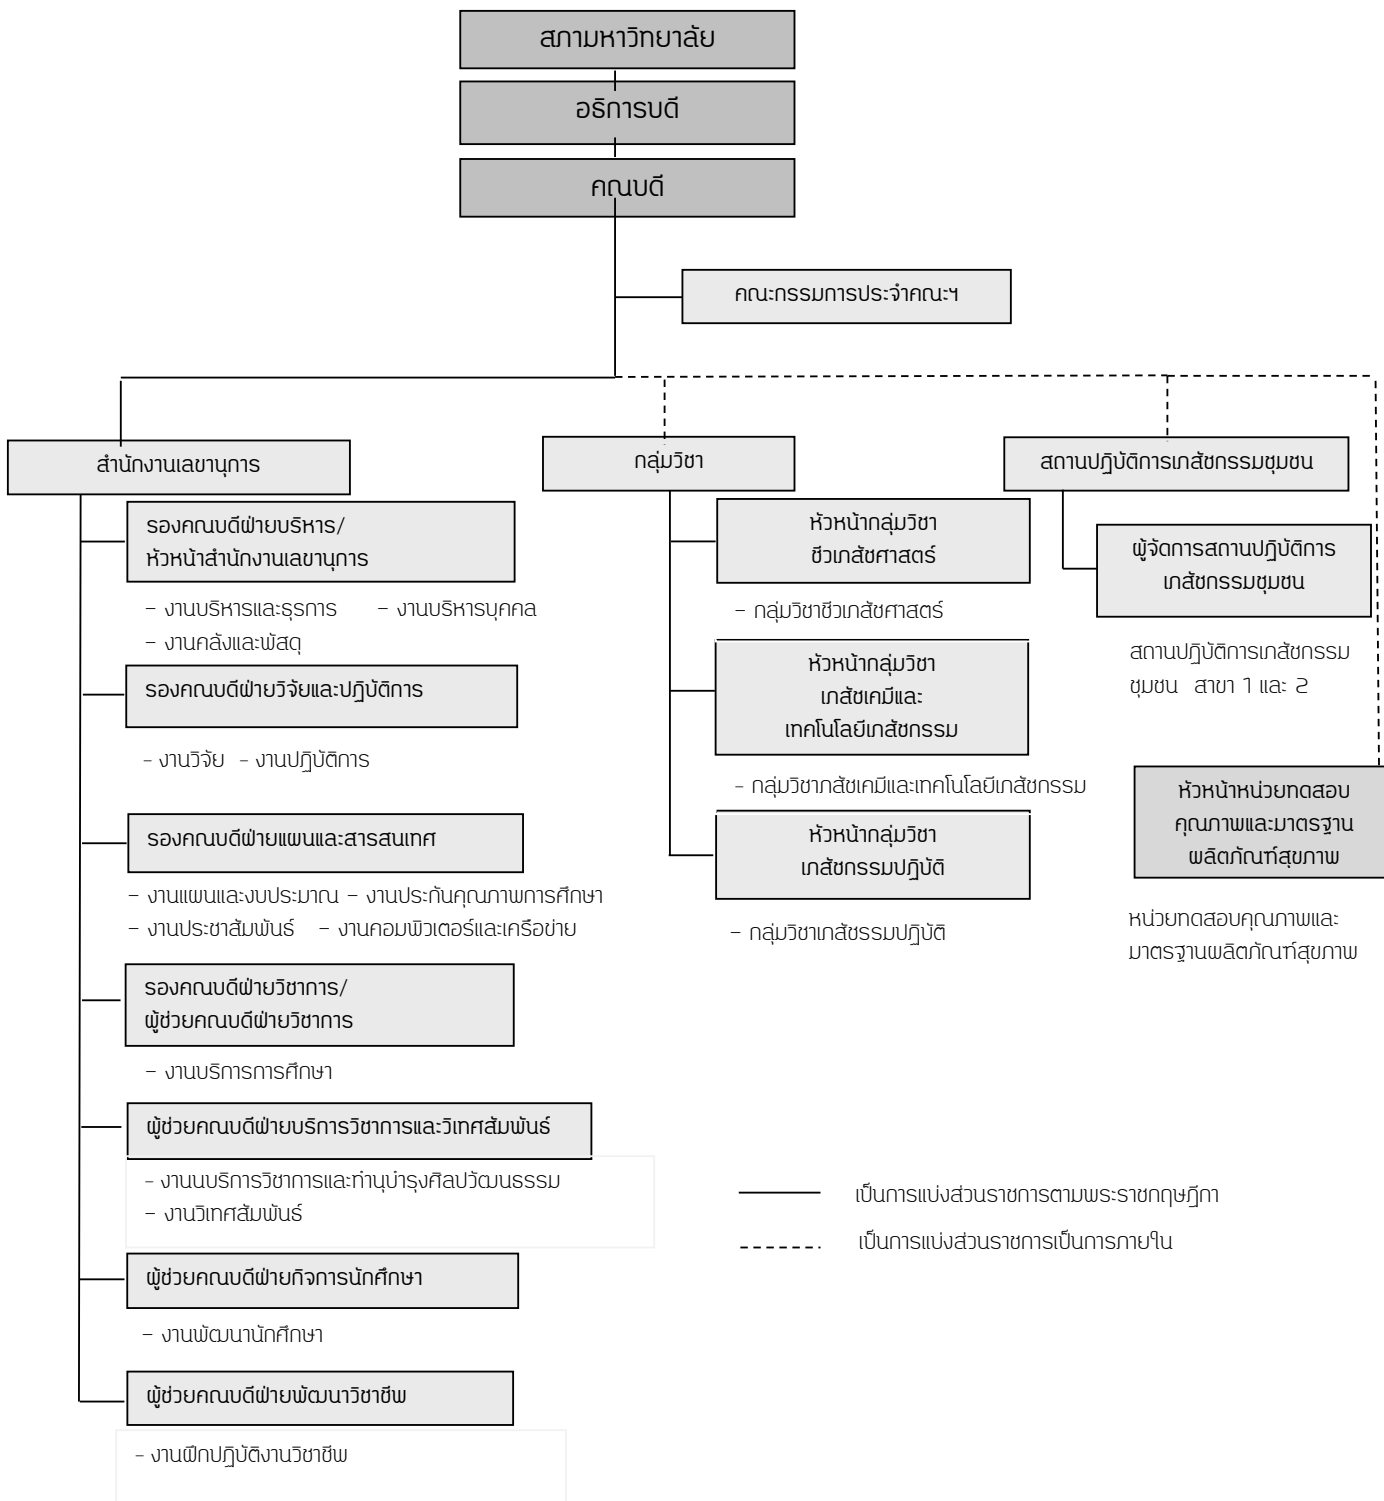 สภามหาวิทยาลัย
อธิการบดี
คณบดี
คณะกรรมการประจำคณะฯ
สำนักงานเลขานุการ
รองคณบดีฝ่ายบริหาร/
หัวหน้าสำนักงานเลขานุการ
- งานบริหารและธุรการ - งานบริหารบุคคล
- งานคลังและพัสดุ
รองคณบดีฝ่ายวิจัยและปฏิบัติการ
- งานวิจัย - งานปฏิบัติการ
รองคณบดีฝ่ายแผนและสารสนเทศ
- งานแผนและงบประมาณ - งานประกันคุณภาพการศึกษา
- งานประชาสัมพันธ์ - งานคอมพิวเตอร์และเครือข่าย
รองคณบดีฝ่ายวิชาการ/
ผู้ช่วยคณบดีฝ่ายวิชาการ
- งานบริการการศึกษา
ผู้ช่วยคณบดีฝ่ายบริการวิชาการและวิเทศสัมพันธ์
- งานนบริการวิชาการและทำนุบำรุงศิลปวัฒนธรรม
- งานวิเทศสัมพันธ์
ผู้ช่วยคณบดีฝ่ายกิจการนักศึกษา
- งานพัฒนานักศึกษา
ผู้ช่วยคณบดีฝ่ายพัฒนาวิชาชีพ
- งานฝึกปฏิบัติงานวิชาชีพ
กลุ่มวิชา
หัวหน้ากลุ่มวิชา
ชีวเภสัชศาสตร์
- กลุ่มวิชาชีวเภสัชศาสตร์
หัวหน้ากลุ่มวิชา
เภสัชเคมีและ
เทคโนโลยีเภสัชกรรม
- กลุ่มวิชาภสัชเคมีและเทคโนโลยีเภสัชกรรม
หัวหน้ากลุ่มวิชา
เภสัชกรรมปฏิบัติ
- กลุ่มวิชาเภสัชรรมปฏิบัติ
สถานปฏิบัติการเภสัชกรรมชุมชน
ผู้จัดการสถานปฏิบัติการ
เภสัชกรรมชุมชน
สถานปฏิบัติการเภสัชกรรม
ชุมชน สาขา 1 และ 2
หัวหน้าหน่วยทดสอบ
คุณภาพและมาตรฐาน
ผลิตภัณฑ์สุขภาพ
หน่วยทดสอบคุณภาพและ
มาตรฐานผลิตภัณฑ์สุขภาพ
เป็นการแบ่งส่วนราชการตามพระราชกฤษฎีกา
เป็นการแบ่งส่วนราชการเป็นการภายใน